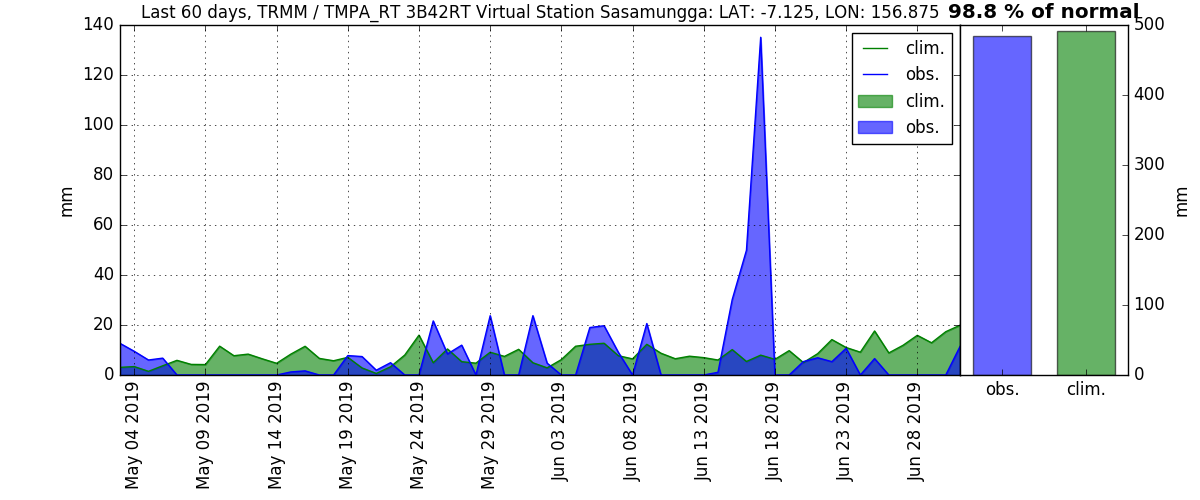 Last 60 days, TRMM / TMPA_RT 3B42RT Virtual Station Sasamungga: LAT: -7.125, LON: 156.875
98.8 % of normal
140
120
100
80
60
40
20
0
mm
clim.
obs.
clim.
obs.
May 04 2019
May 09 2019
May 14 2019
May 19 2019
May 24 2019
May 29 2019
Jun 03 2019
Jun 08 2019
Jun 13 2019
Jun 18 2019
Jun 23 2019
Jun 28 2019
500
400
300
200
100
0
mm
obs.
clim.